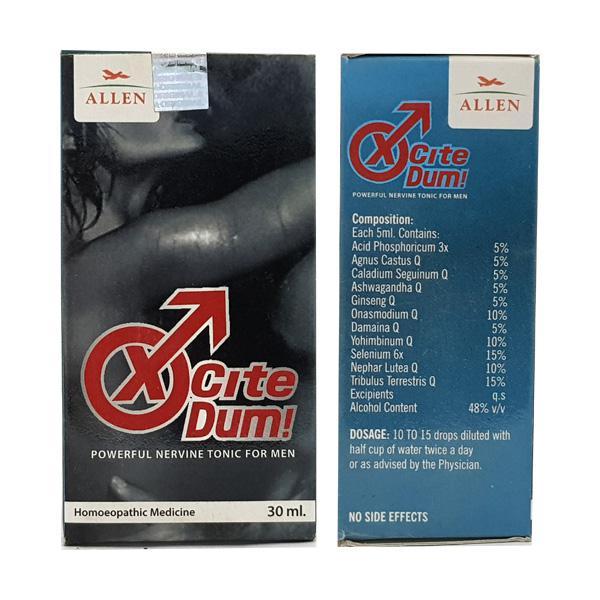 ALLEN
XCite
Dum!
POWERFUL NERVINE TONIC FOR MEN
Homoeopathic Medicine 30 ml.
ALLEN
XCite
Dum!
POWERFUL NERVINE TONIC FOR MEN
Composition:
Each 5ml. Contains:
Acid Phosphoricum 3x 5%
Agnus Castus Q 5%
Caladium Seguinum Q 5%
Ashwagandha Q 5%
Ginseng Q 5%
Onasmodium Q 10%
Damaina Q 5%
Yohimbinum Q 10%
Selenium 6x 15%
Nephar Lutea Q 10%
Tribulus Terrestris Q 15%
Excipients q.s
Alcohol Content 48% v/v
DOSAGE: 10 TO 15 drops diluted with
half cup of water twice a day
or as advised by the Physician.
NO SIDE EFFECTS